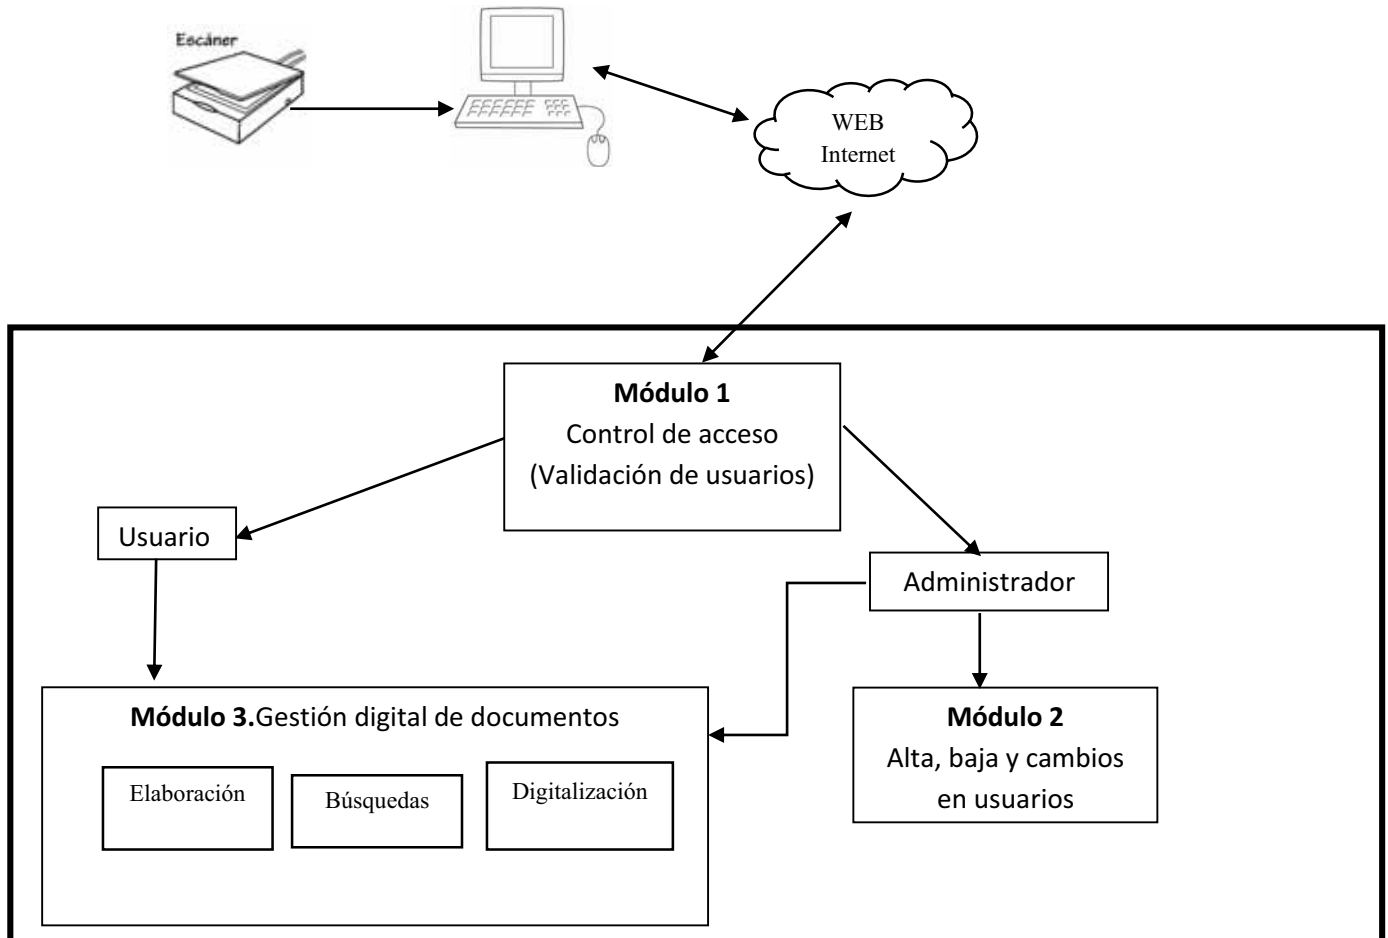 Escáner
WEB
Internet
Módulo 1
Control de acceso
(Validación de usuarios)
Usuario
Administrador
Módulo 3.Gestión digital de documentos
Elaboración
Búsquedas
Digitalización
Módulo 2
Alta, baja y cambios
en usuarios